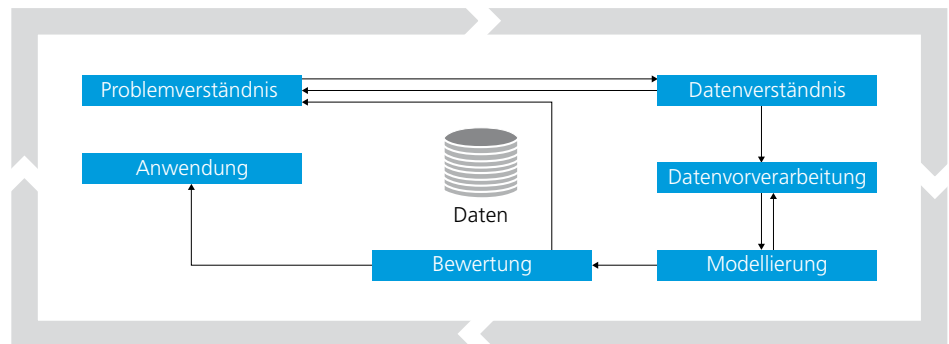 Problemverständnis
Datenverständnis
Anwendung
Datenvorverarbeitung
Daten
Bewertung
Modellierung